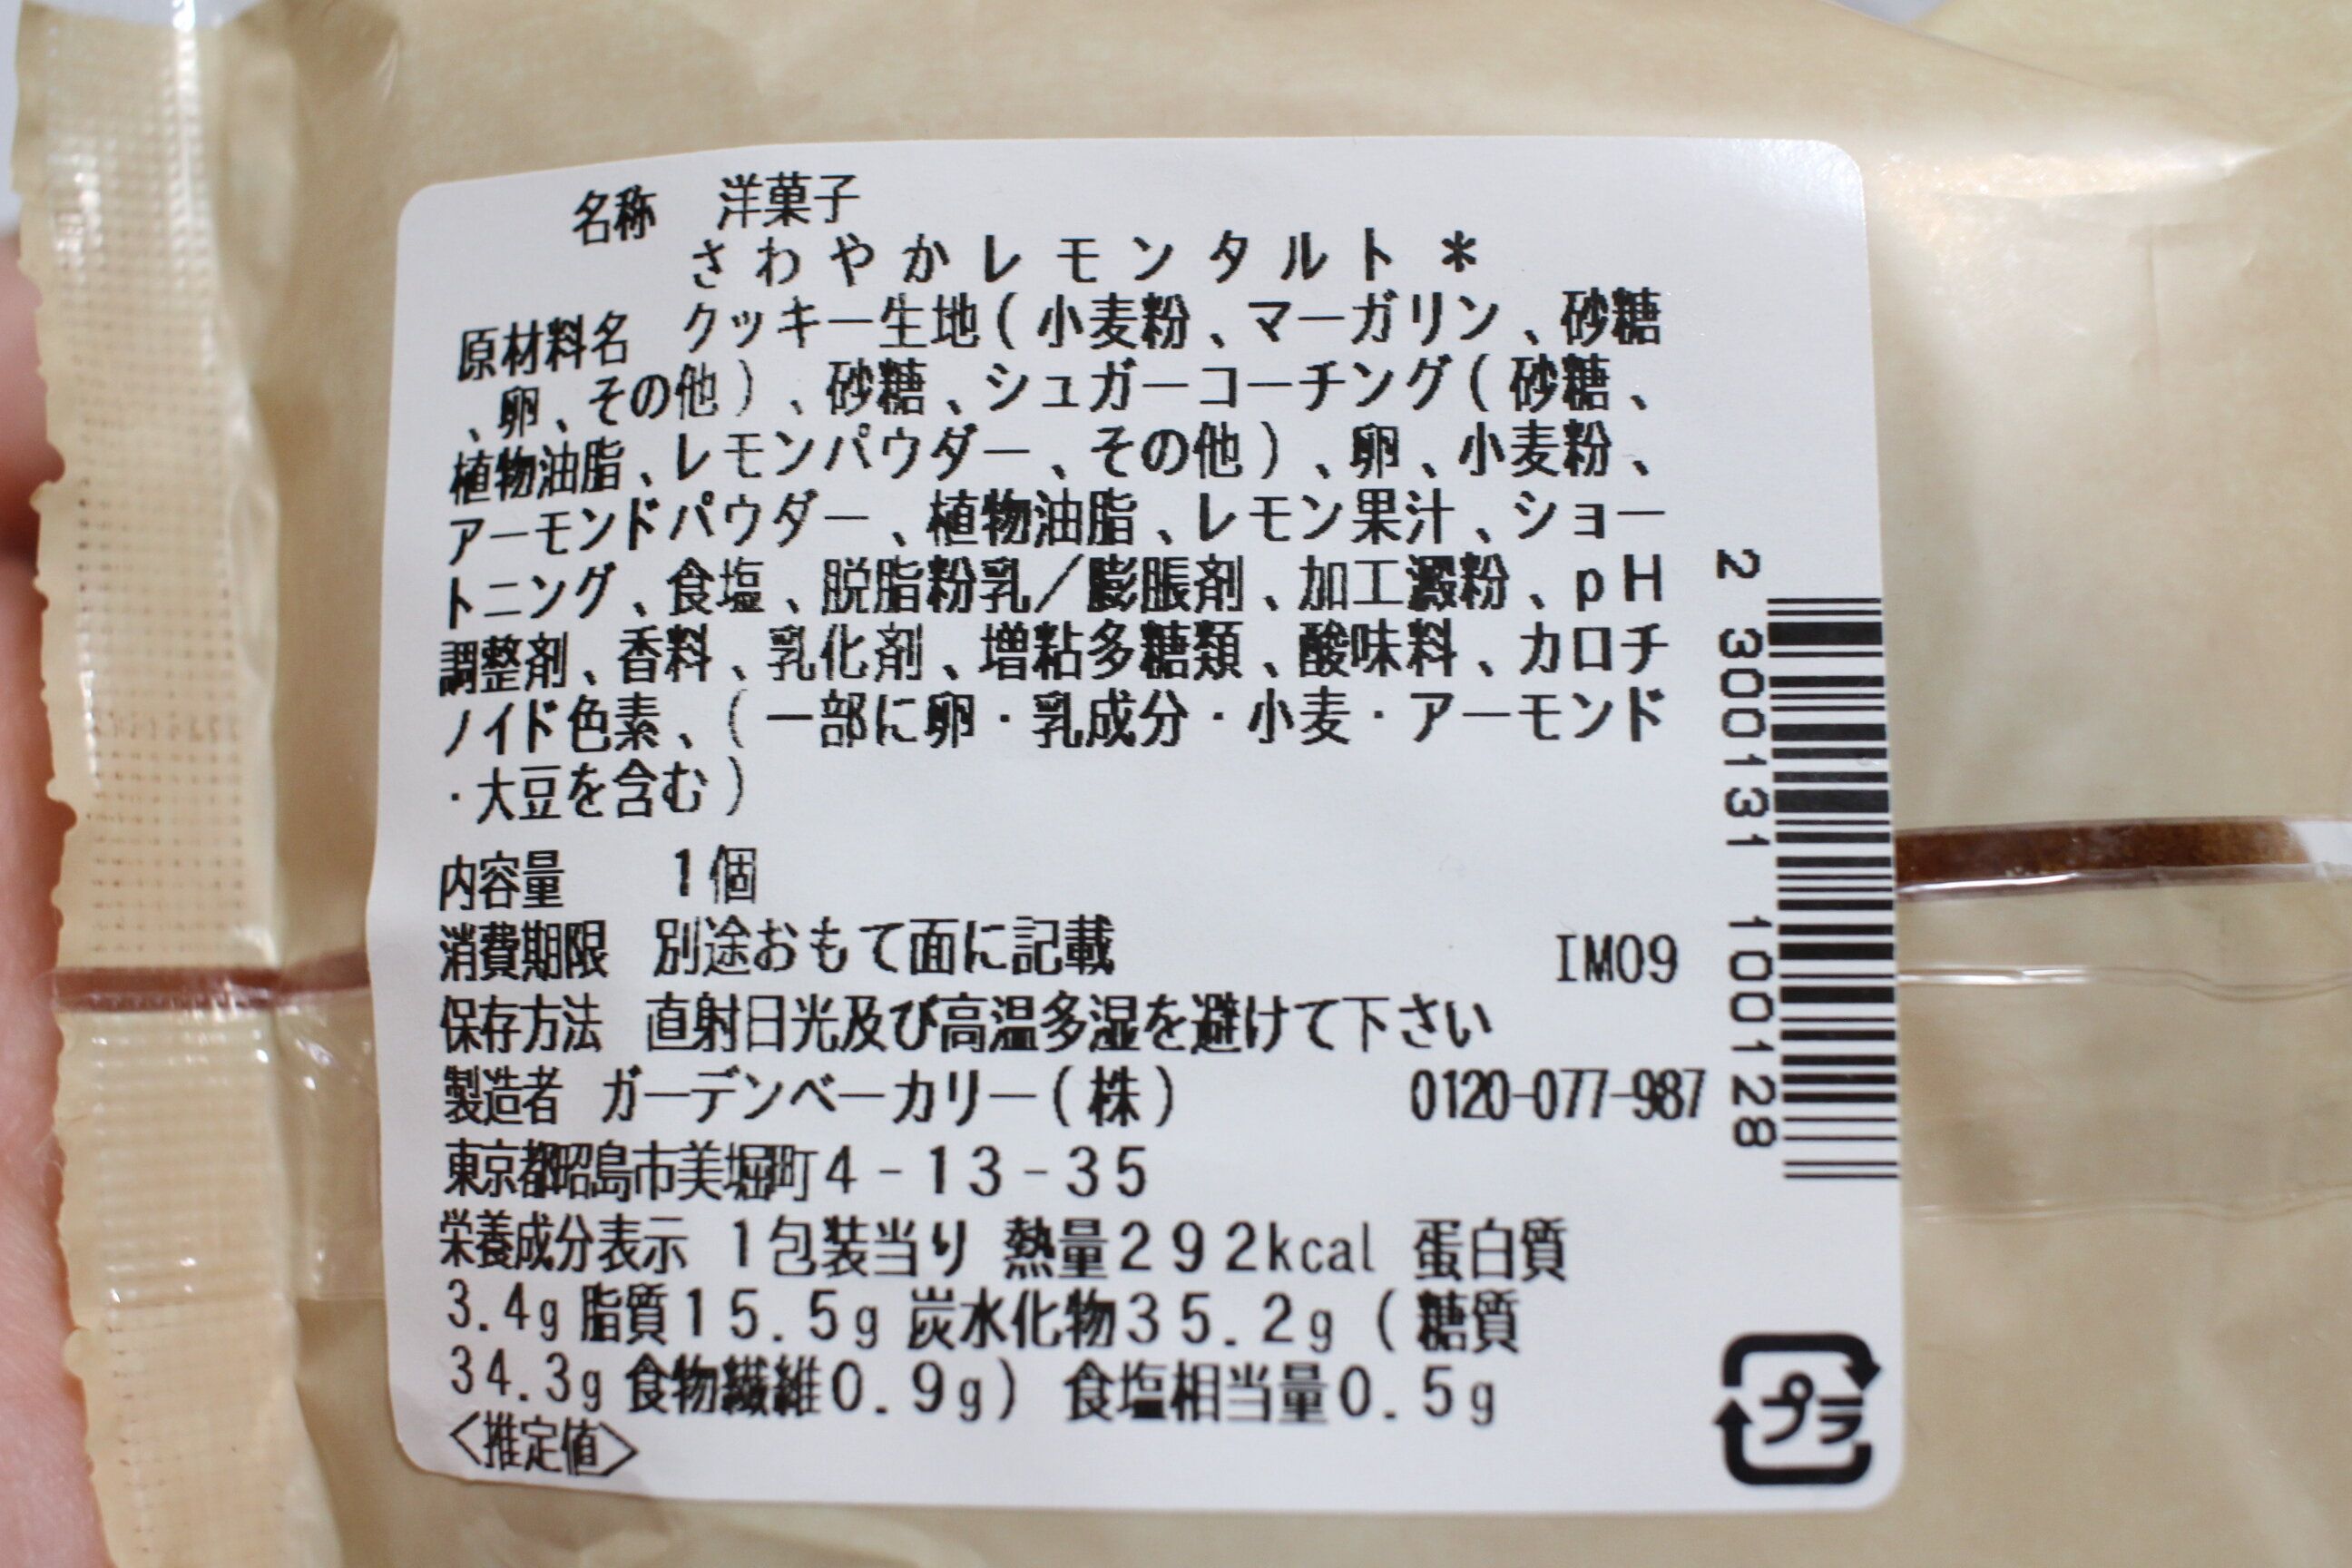 名称 洋菓子
さわやかレモンタルト＊
原材料名 クッキー生地(小麦粉、マーガリン、砂糖
、卵、その他)、砂糖、シュガーコーチング(砂糖、
植物油脂、レモンパウダー、その他)、卵、小麦粉、
アーモンドパウダー、植物油脂、レモン果汁、ショー
トニング、食塩、脱脂粉乳／膨脹剤、加工澱粉、pH
調整剤、香料、乳化剤、増粘多糖類、酸味料、カロチ
ノイド色素、(一部に卵・乳成分・小麦・アーモンド
・大豆を含む)
内容量 1個
消費期限 別途おもて面に記載 IM09
保存方法 直射日光及び高温多湿を避けて下さい
製造者 ガーデンベーカリー(株) 0120-077-987
東京都昭島市美堀町4-13-35
栄養成分表示 1包装当り 熱量292kcal 蛋白質
3.4g 脂質15.5g 炭水化物35.2g (糖質
34.3g 食物繊維0.9g) 食塩相当量0.5g
<推定値>
2 300131 100128
プラ